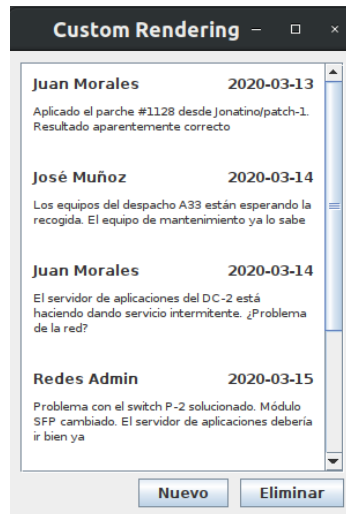 Custom Rendering
Juan Morales 2020-03-13
Aplicado el parche #1128 desde Jonatino/patch-1.
Resultado aparentemente correcto
José Muñoz 2020-03-14
Los equipos del despacho A33 están esperando la
recogida. El equipo de mantenimiento ya lo sabe
Juan Morales 2020-03-14
El servidor de aplicaciones del DC-2 está
haciendo dando servicio intermitente. ¿Problema
de la red?
Redes Admin 2020-03-15
Problema con el switch P-2 solucionado. Módulo
SFP cambiado. El servidor de aplicaciones debería
ir bien ya
Nuevo Eliminar